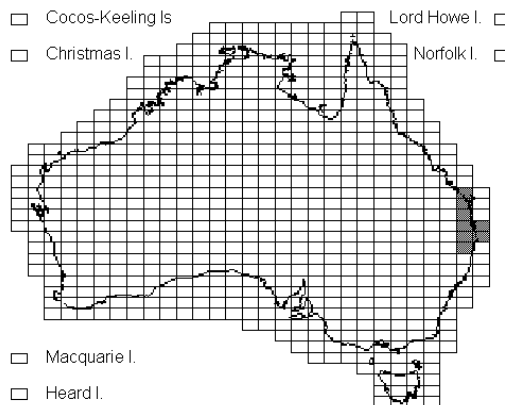 Cocos-Keeling Is
Lord Howe I.
Christmas I.
Norfolk I.
Macquarie I.
Heard I.